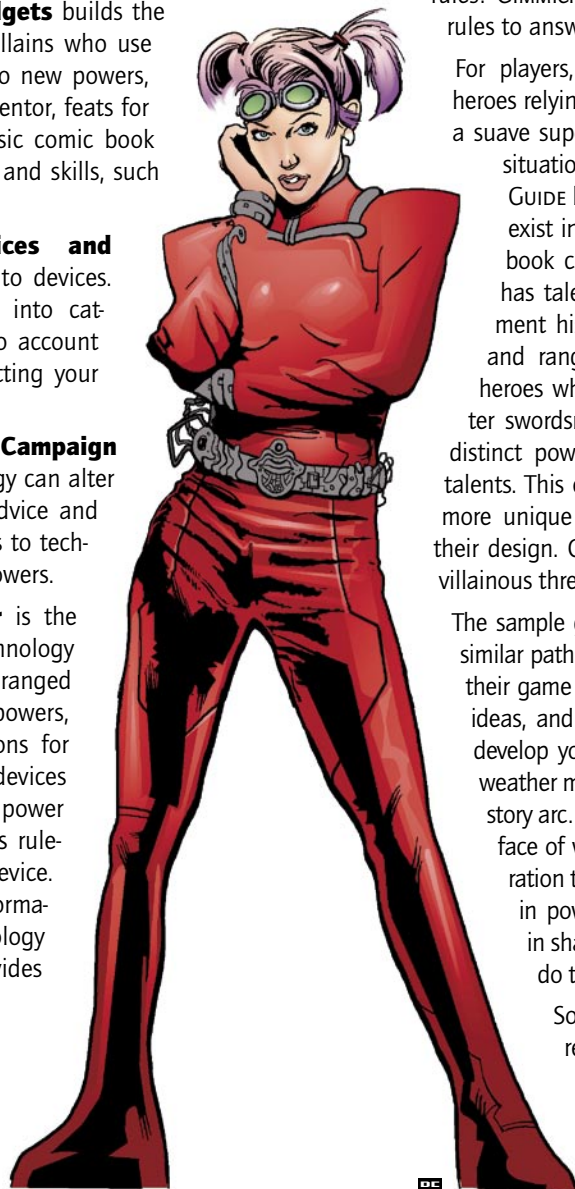 dgets builds the
llains who use
o new powers,
entor, feats for
sic comic book
and skills, such
ices and
to devices.
into cat-
o account
cting your
Campaign
gy can alter
dvice and
s to tech-
owers.
is the
hnology
ranged
powers,
ons for
devices
power
s rule-
evice.
orma-
ology
vides
rules to answ
For players,
heroes relyin
a suave sup
situation
GUIDE
exist in
book c
has tale
ment hi
and rang
heroes wh
ter swordsr
distinct pow
talents. This
more unique
their design.
villainous thre
The sample
similar path
their game
ideas, and
develop yo
weather m
story arc.
face of v
ration t
in pov
in sha
do t
So
re